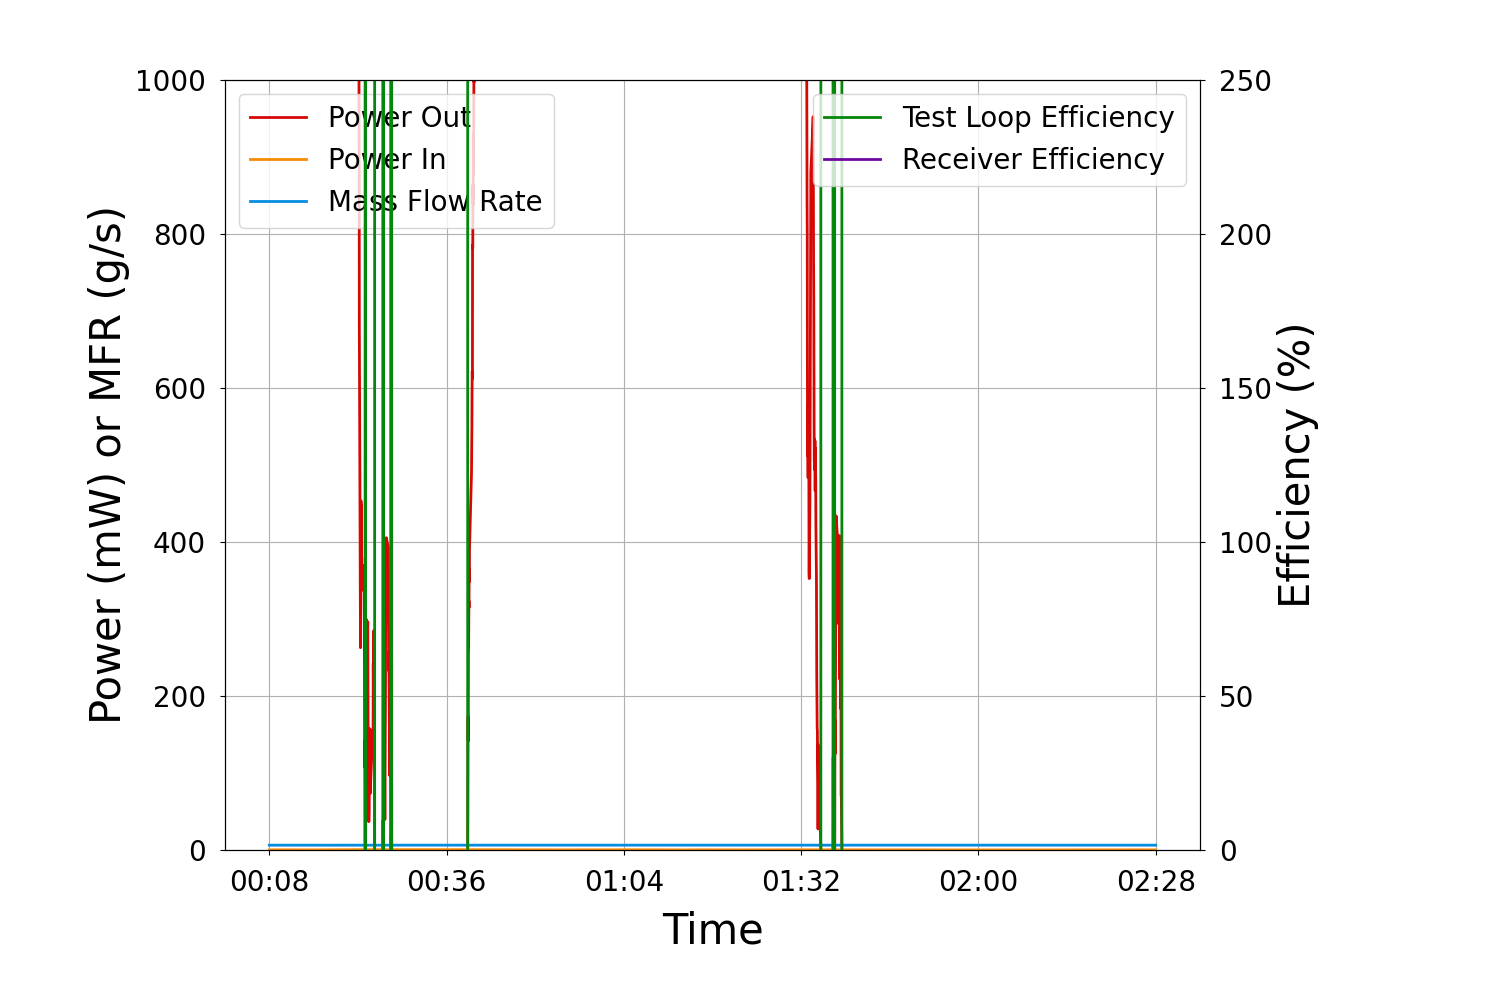 1000
800
600
400
200
0
Power (mW) or MFR (g/s)
Power Out
Power In
Mass Flow Rate
Test Loop Efficiency
Receiver Efficiency
250
200
150
100
50
0
Efficiency (%)
00:08 00:36 01:04 01:32 02:00 02:28
Time